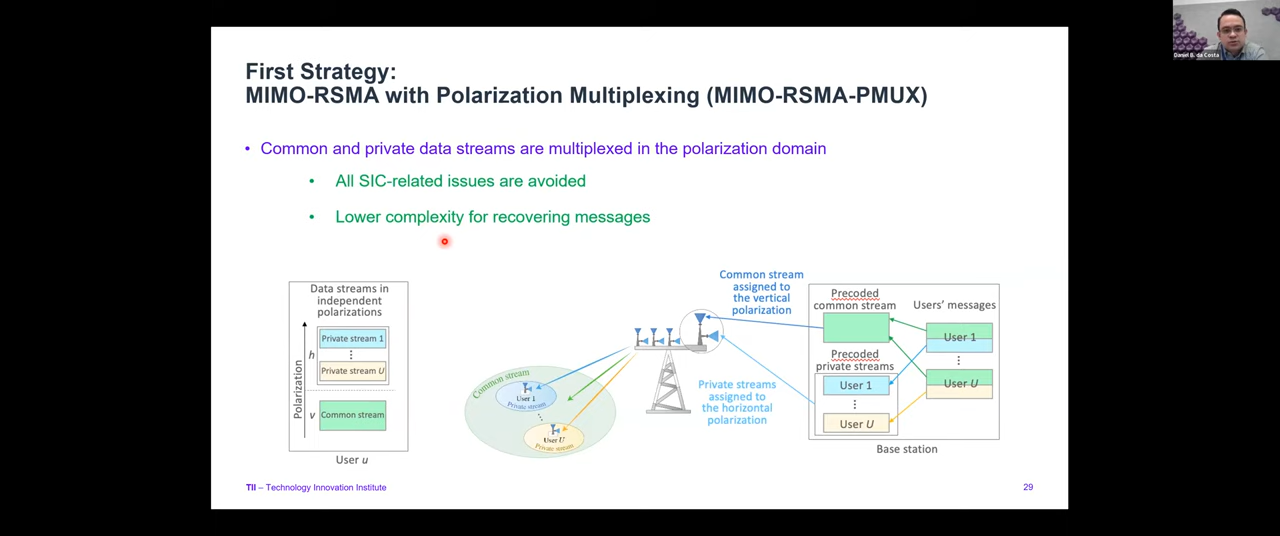 First Strategy:
MIMO-RSMA with Polarization Multiplexing (MIMO-RSMA-PMUX)
• Common and private data streams are multiplexed in the polarization domain
• All SIC-related issues are avoided
• Lower complexity for recovering messages
Data streams in
independent
polarizations
Private stream 1
⋮
Private stream U
Common stream
Polarization
h
v
User u
Common stream
User 1
Private stream
User U
Private stream
Common stream
assigned to
the vertical
polarization
Private streams
assigned to
the horizontal
polarization
Precoded
common stream
Users' messages
User 1
⋮
User U
Precoded
private streams
User 1
⋮
User U
Base station
TII – Technology Innovation Institute
29
Daniel B. da Costa